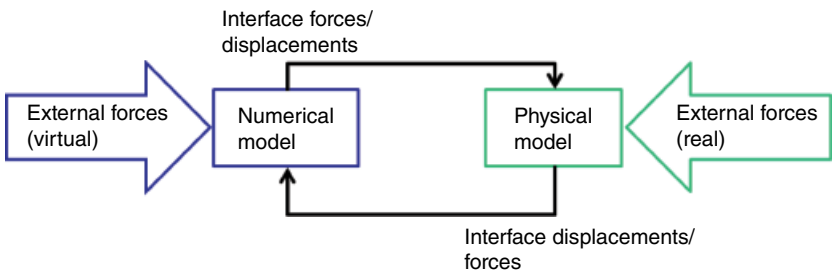 Interface forces/
displacements
External forces
(virtual)
Numerical
model
Physical
model
External forces
(real)
Interface displacements/
forces